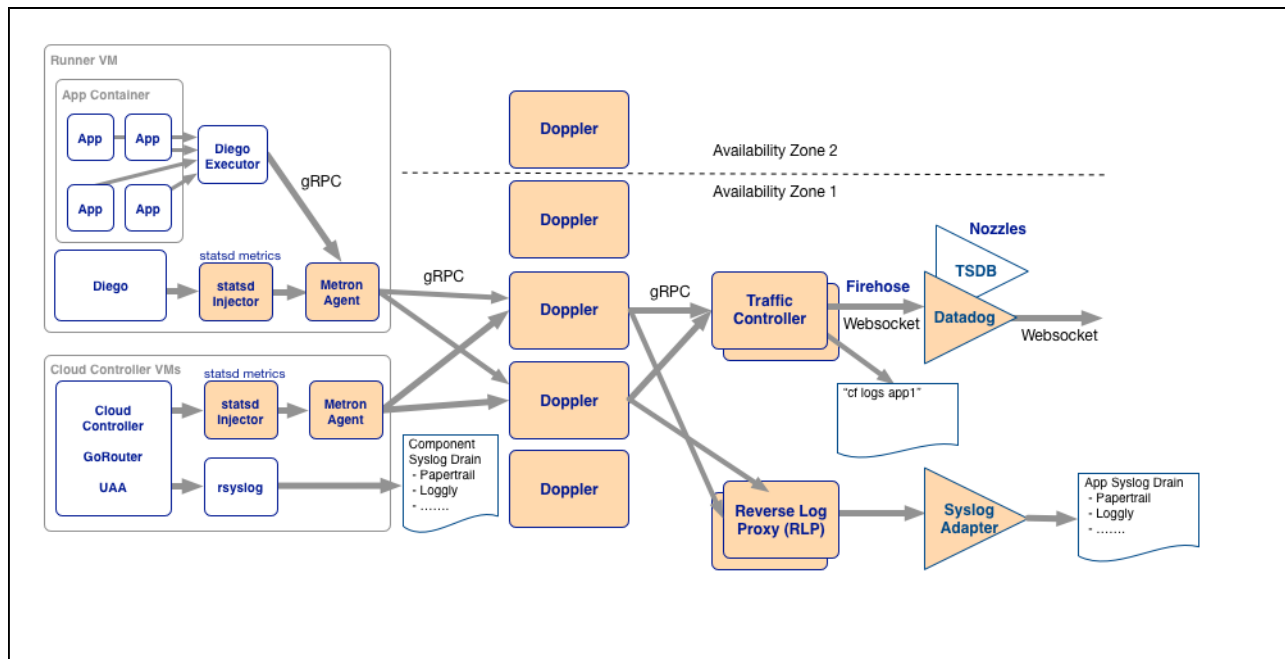 Runner VM
App Container
App
App
App
App
Diego
Executor
gRPC
Diego
statsd metrics
statsd
Injector
Metron
Agent
Cloud Controller VMs
Cloud
Controller
GoRouter
UAA
statsd metrics
statsd
Injector
Metron
Agent
rsyslog
Component
Syslog Drain
- Papertrail
- Loggly
- .......
gRPC
Doppler
Doppler
Doppler
Doppler
Doppler
Availability Zone 2
Availability Zone 1
gRPC
Traffic
Controller
Firehose
Websocket
Nozzles
TSDB
Datadog
Websocket
“cf logs app1”
Reverse Log
Proxy (RLP)
Syslog
Adapter
App Syslog Drain
- Papertrail
- Loggly
- .......